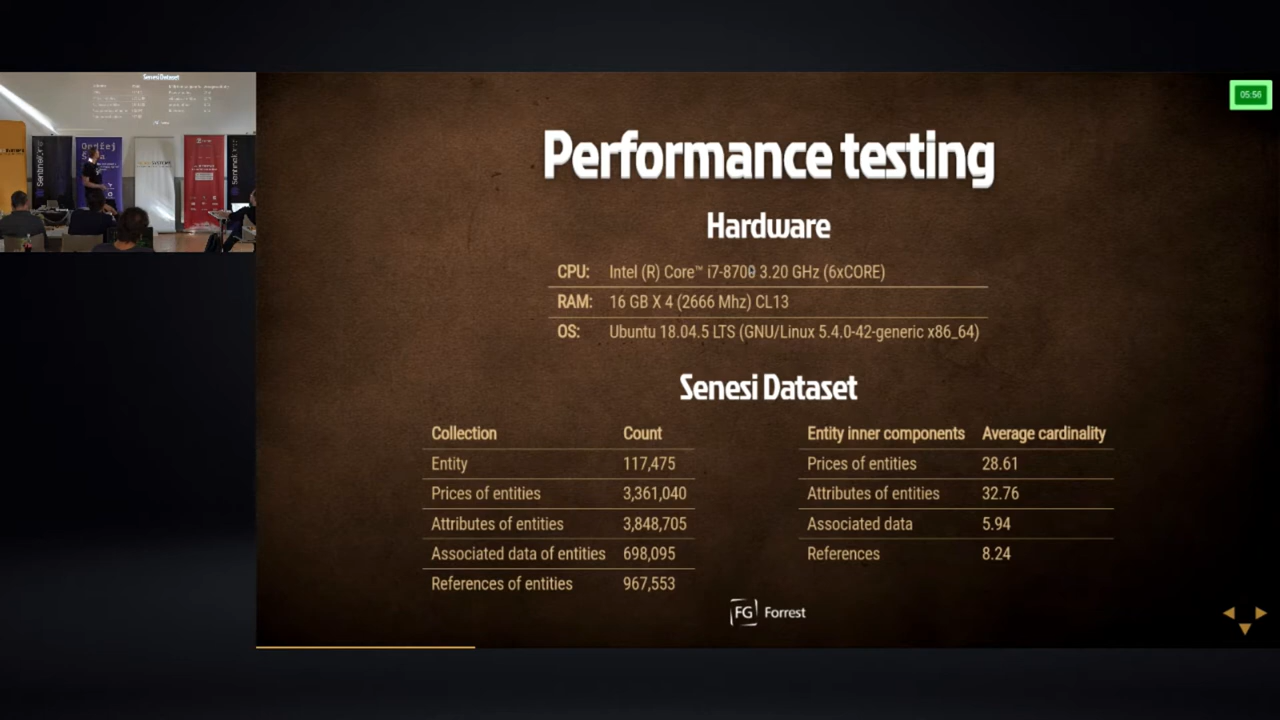 Senesi Dataset
SentinelOne
Ondřej
05:56
Performance testing
Hardware
CPU: Intel (R) Core™ i7-8700 3.20 GHz (6xCORE)
RAM: 16 GB X 4 (2666 Mhz) CL13
OS: Ubuntu 18.04.5 LTS (GNU/Linux 5.4.0-42-generic x86_64)
Senesi Dataset
Collection Count
Entity 117,475
Prices of entities 3,361,040
Attributes of entities 3,848,705
Associated data of entities 698,095
References of entities 967,553
Entity inner components Average cardinality
Prices of entities 28.61
Attributes of entities 32.76
Associated data 5.94
References 8.24
FG Forrest